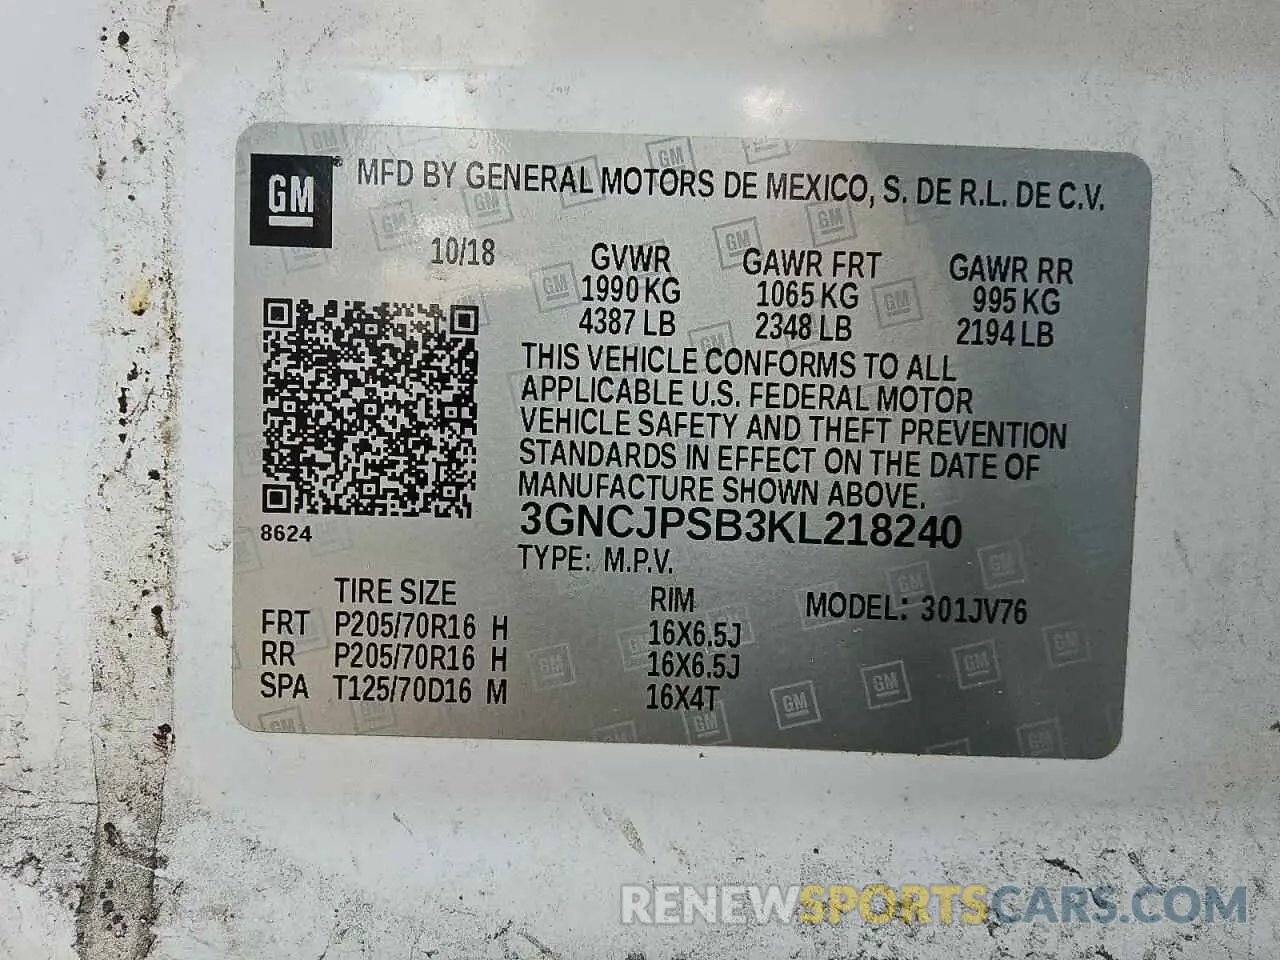 GM® MFD BY GENERAL MOTORS DE MEXICO, S. DE R.L. DE C.V.
10/18 GVWR GAWR FRT GAWR RR
1990 KG 1065 KG 995 KG
4387 LB 2348 LB 2194 LB
THIS VEHICLE CONFORMS TO ALL
APPLICABLE U.S. FEDERAL MOTOR
VEHICLE SAFETY AND THEFT PREVENTION
STANDARDS IN EFFECT ON THE DATE OF
MANUFACTURE SHOWN ABOVE.
8624 3GNCJPSB3KL218240
TYPE: M.P.V.
TIRE SIZE RIM MODEL: 301JV76
FRT P205/70R16 H 16X6.5J
RR P205/70R16 H 16X6.5J
SPA T125/70D16 M 16X4T
RENEWSPORTSCARS.COM